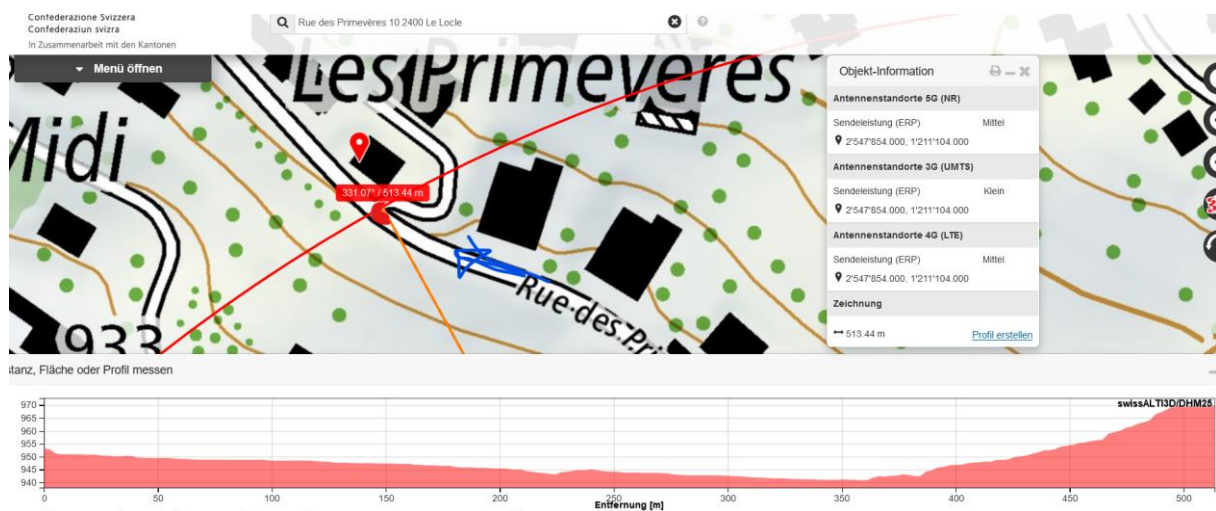 Confederazione Svizzera
Confederaziun svizra
In Zusammenarbeit mit den Kantonen
Rue des Primevères 10 2400 Le Locle
Menü öffnen
Les Primevères
Midi
331.07° / 513.44 m
Rue des Pri
933
Objekt-Information
Antennenstandorte 5G (NR)
Sendeleistung (ERP) Mittel
2'547'854.000, 1'211'104.000
Antennenstandorte 3G (UMTS)
Sendeleistung (ERP) Klein
2'547'854.000, 1'211'104.000
Antennenstandorte 4G (LTE)
Sendeleistung (ERP) Mittel
2'547'854.000, 1'211'104.000
Zeichnung
513.44 m Profil erstellen
stanz, Fläche oder Profil messen
swissALTI3D/DHM25
970
965
960
955
950
945
940
0 50 100 150 200 250 300 350 400 450 500
Entfernung [m]